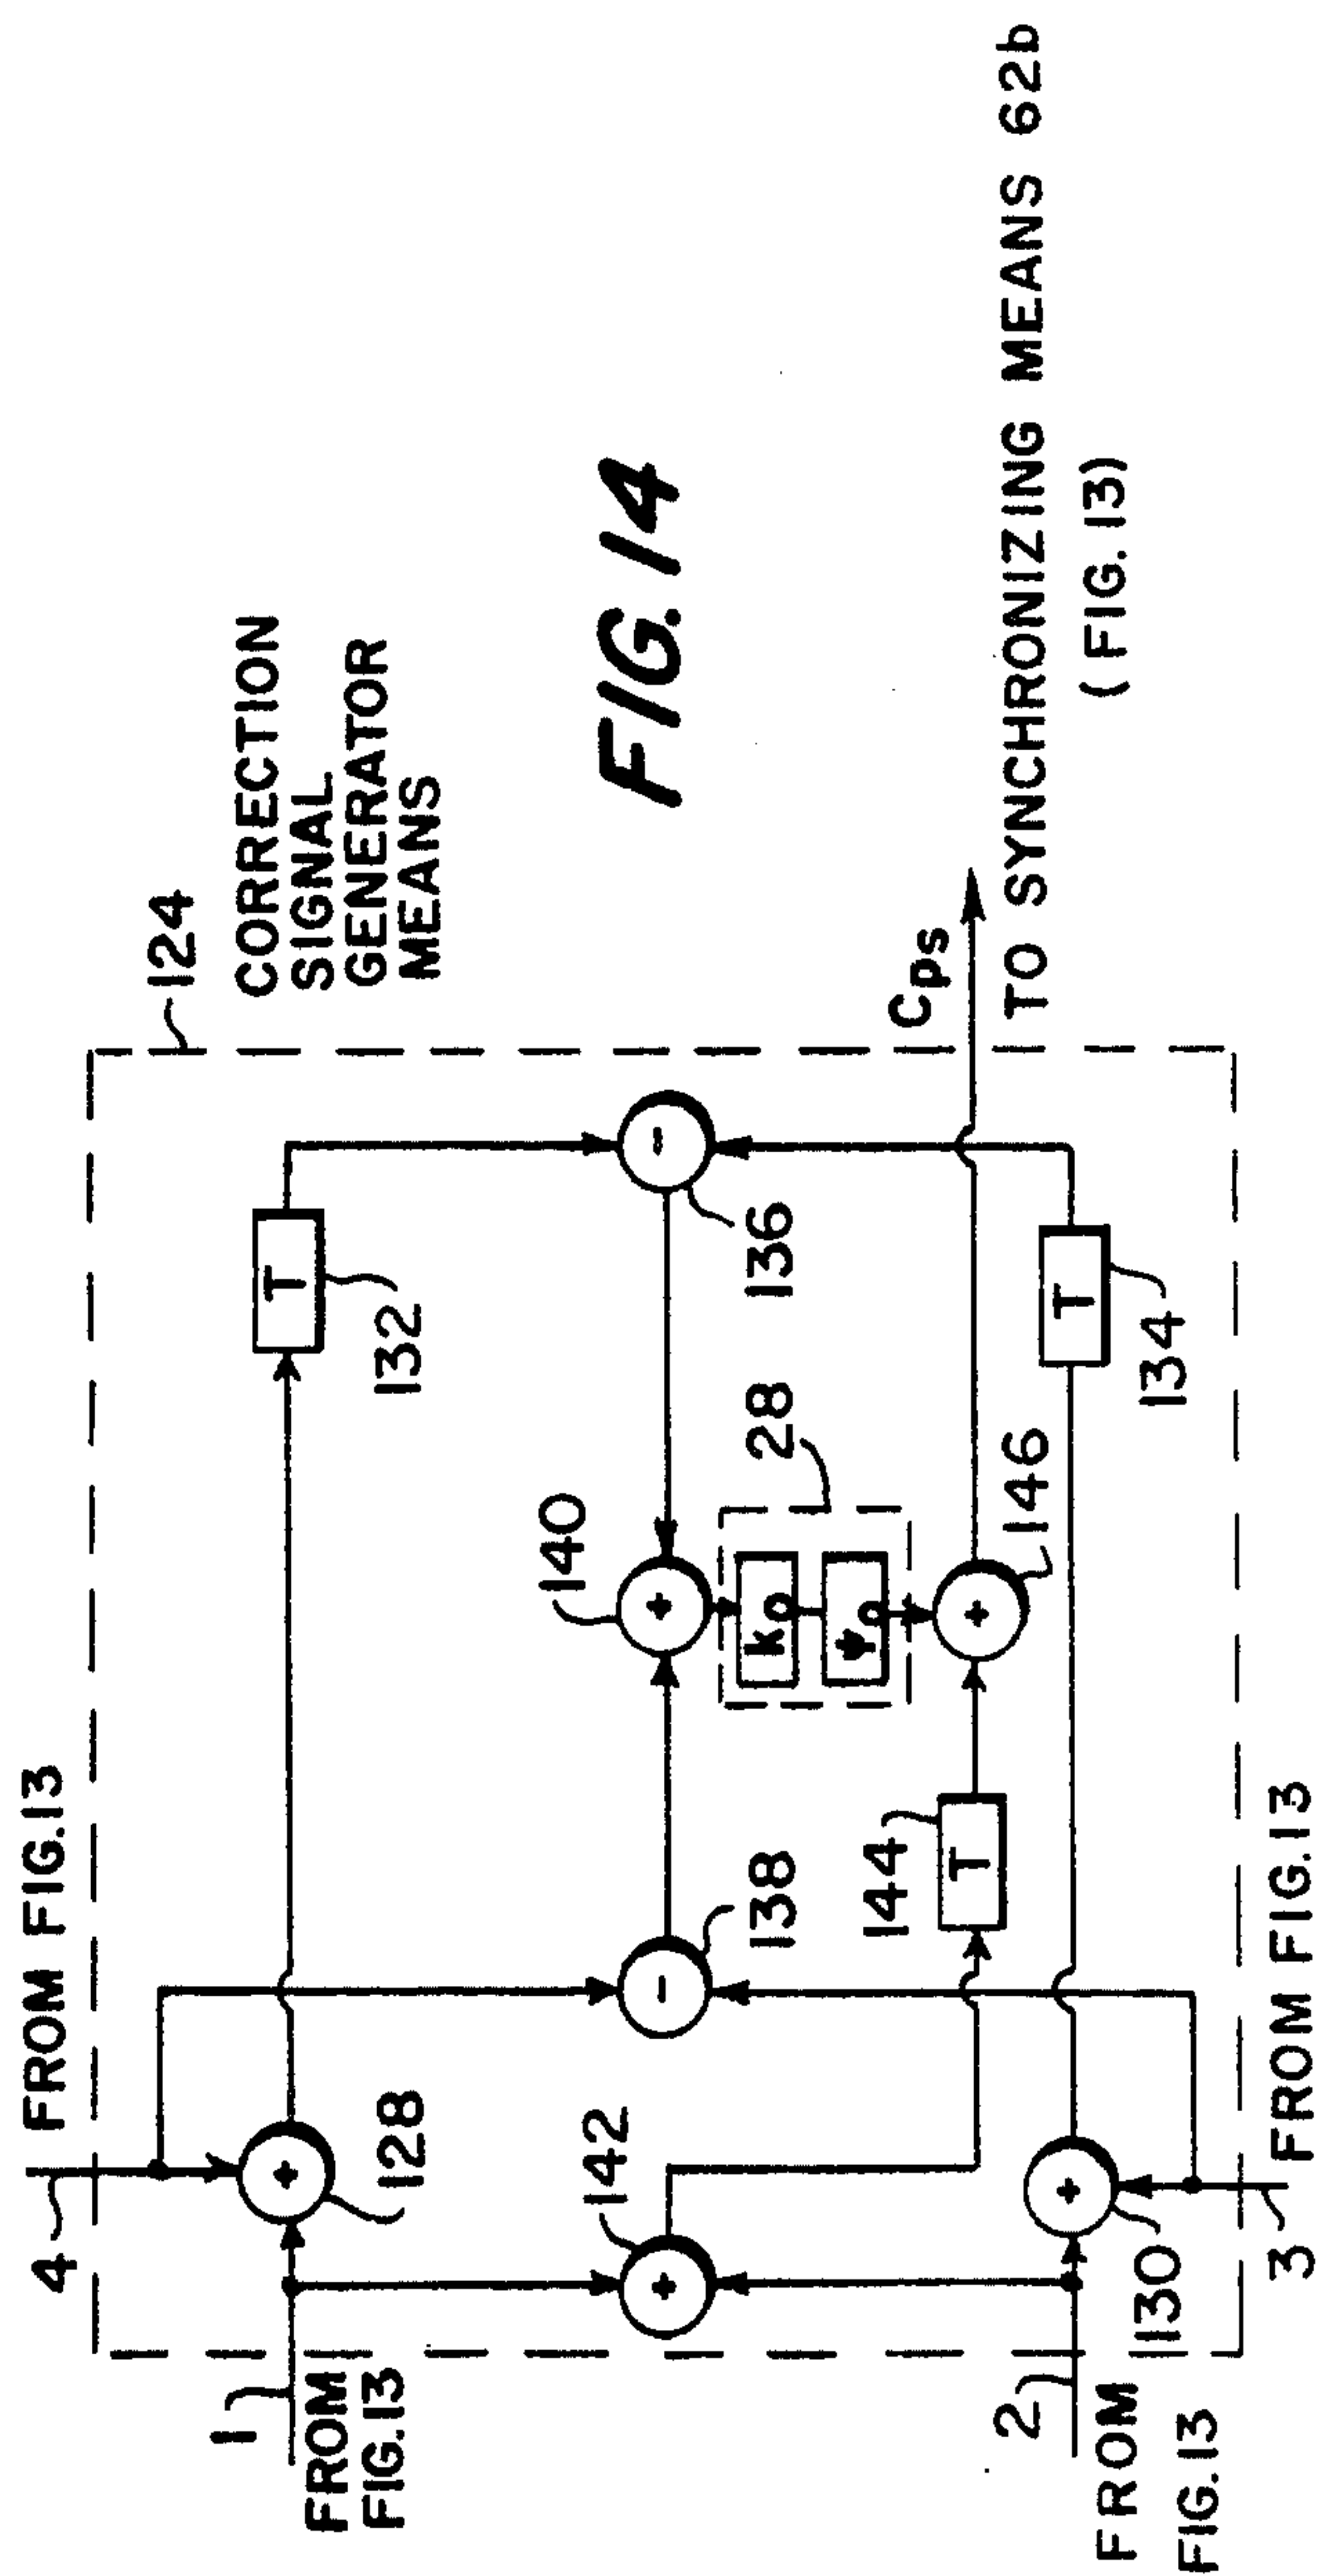 FROM FIG.13
4
1
FROM
FIG.13
2
FROM
FIG.13
3
FROM FIG.13
+
128
T
132
+
142
-
138
+
140
-
136
28
k₀
ψ₀
144
T
+
146
+
130
T
134
124
CORRECTION
SIGNAL
GENERATOR
MEANS
Cps
TO SYNCHRONIZING MEANS 62b
(FIG. 13)
FIG. 14